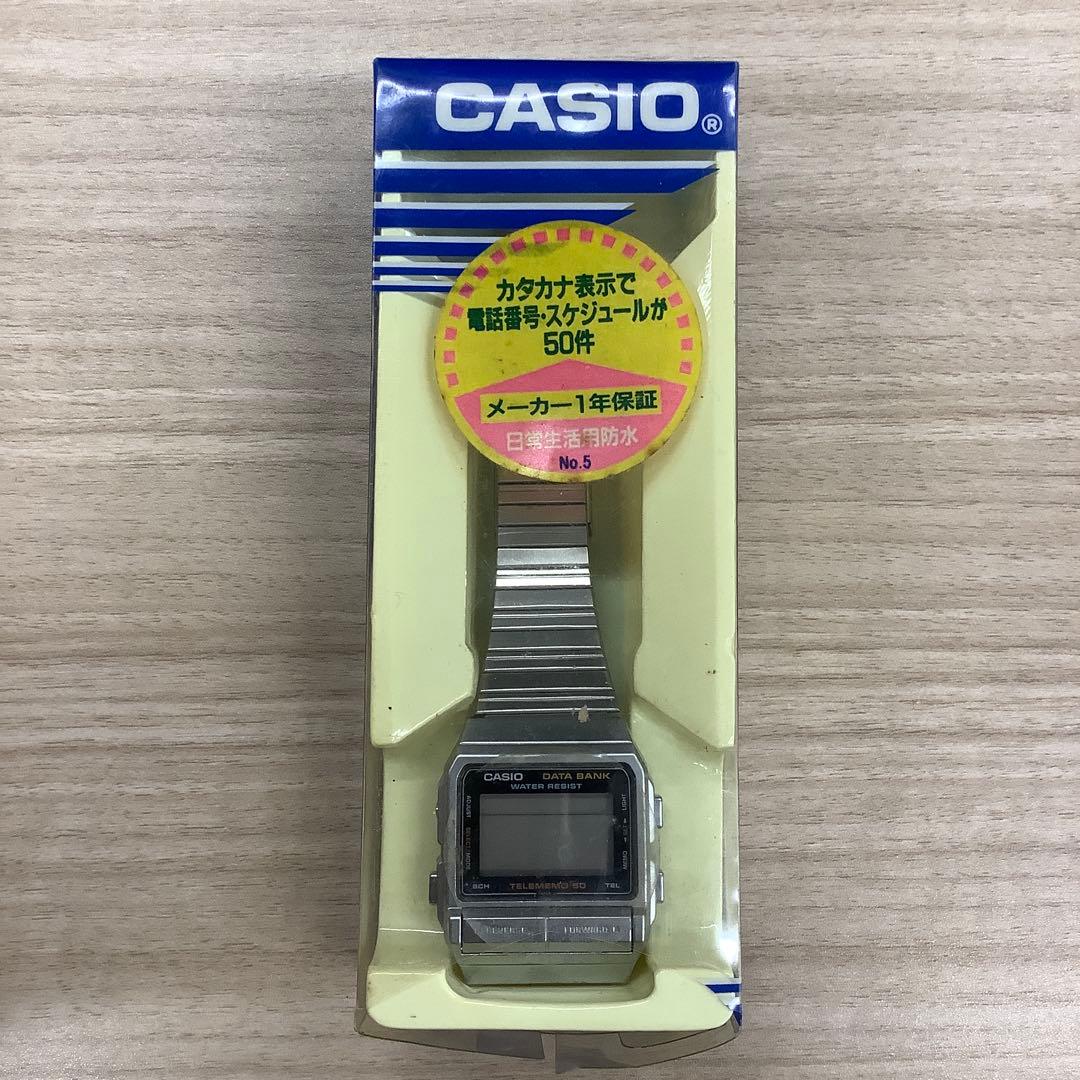 CASIO®
カタカナ表示で
電話番号・スケジュールが
50件
メーカー1年保証
日常生活用防水
No.5
CASIO DATA BANK
WATER RESIST
ADJUST
LIGHT
SELECT/MODE
MEMO
SCH TELEMEMO 50 TEL
REVERSE FORWARD